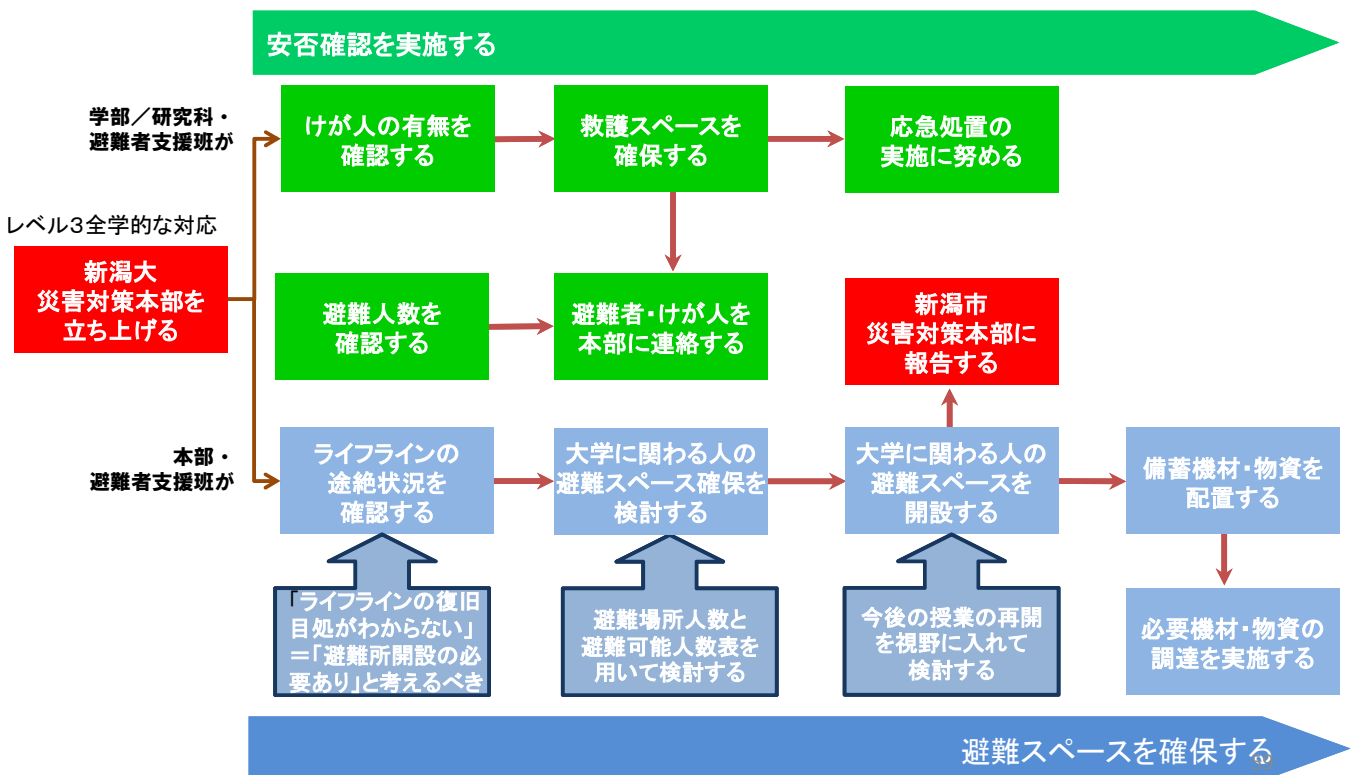 安否確認を実施する
学部／研究科・
避難者支援班が
けが人の有無を
確認する
救護スペースを
確保する
応急処置の
実施に努める
レベル３全学的な対応
新潟大
災害対策本部を
立ち上げる
避難人数を
確認する
避難者・けが人を
本部に連絡する
新潟市
災害対策本部に
報告する
本部・
避難者支援班が
ライフラインの
途絶状況を
確認する
大学に関わる人の
避難スペース確保を
検討する
大学に関わる人の
避難スペースを
開設する
備蓄機材・物資を
配置する
「ライフラインの復旧
目処がわからない」
＝「避難所開設の必
要あり」と考えるべき
避難場所人数と
避難可能人数表を
用いて検討する
今後の授業の再開
を視野に入れて
検討する
必要機材・物資の
調達を実施する
避難スペースを確保する